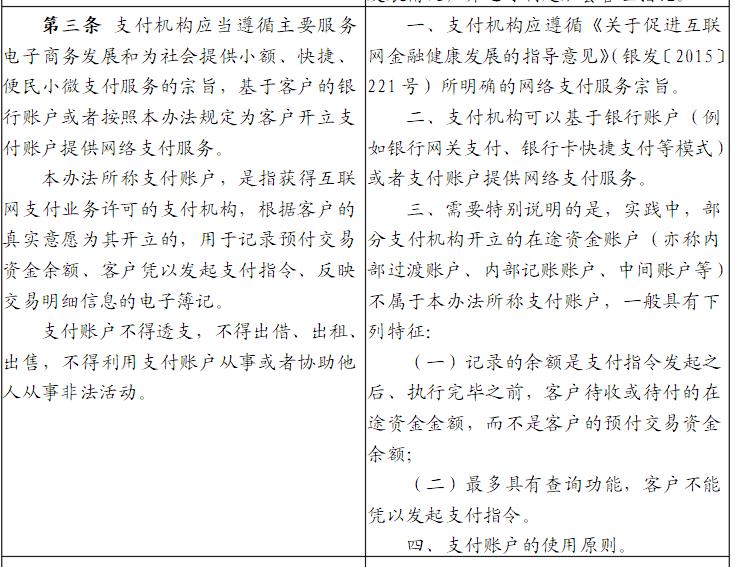 第三条 支付机构应当遵循主要服务
电子商务发展和为社会提供小额、快捷、
便民小微支付服务的宗旨，基于客户的银
行账户或者按照本办法规定为客户开立支
付账户提供网络支付服务。
本办法所称支付账户，是指获得互联
网支付业务许可的支付机构，根据客户的
真实意愿为其开立的，用于记录预付交易
资金余额、客户凭以发起支付指令、反映
交易明细信息的电子簿记。
支付账户不得透支，不得出借、出租、
出售，不得利用支付账户从事或者协助他
人从事非法活动。
一、支付机构应遵循《关于促进互联
网金融健康发展的指导意见》（银发〔2015〕
221 号）所明确的网络支付服务宗旨。
二、支付机构可以基于银行账户（例
如银行网关支付、银行卡快捷支付等模式）
或者支付账户提供网络支付服务。
三、需要特别说明的是，实践中，部
分支付机构开立的在途资金账户（亦称内
部过渡账户、内部记账账户、中间账户等）
不属于本办法所称支付账户，一般具有下
列特征：
（一）记录的余额是支付指令发起之
后、执行完毕之前，客户待收或待付的在
途资金金额，而不是客户的预付交易资金
余额；
（二）最多具有查询功能，客户不能
凭以发起支付指令。
四、支付账户的使用原则。